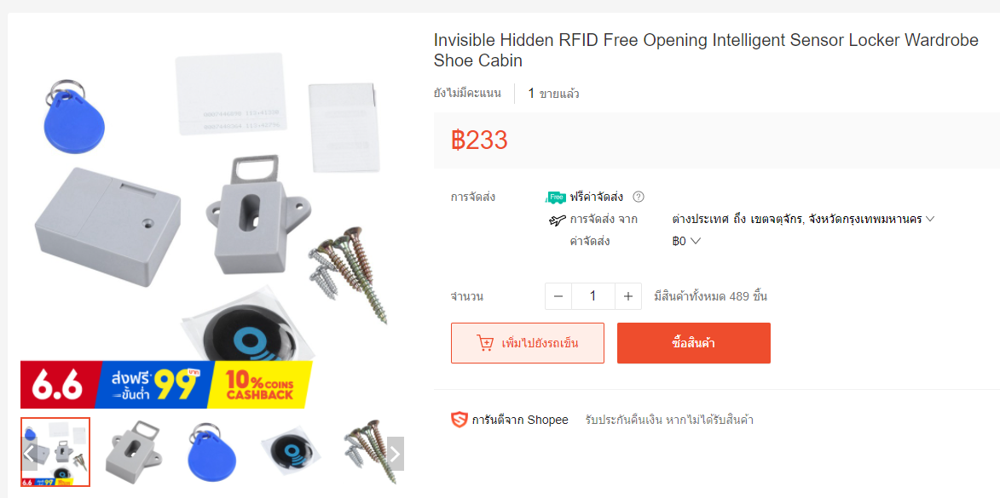 Invisible Hidden RFID Free Opening Intelligent Sensor Locker Wardrobe
Shoe Cabin
ยังไม่มีคะแนน
1 ขายแล้ว
฿233
การจัดส่ง
Free ฟรีค่าจัดส่ง ?
การจัดส่ง จาก
ต่างประเทศ ถึง เขตจตุจักร, จังหวัดกรุงเทพมหานคร
ค่าจัดส่ง
฿0
จำนวน
1
มีสินค้าทั้งหมด 489 ชิ้น
เพิ่มไปยังรถเข็น
ซื้อสินค้า
การันตีจาก Shopee
รับประกันคืนเงิน หากไม่ได้รับสินค้า
6.6
ส่งฟรี*
ขั้นต่ำ
99 บาท
10% COINS
CASHBACK